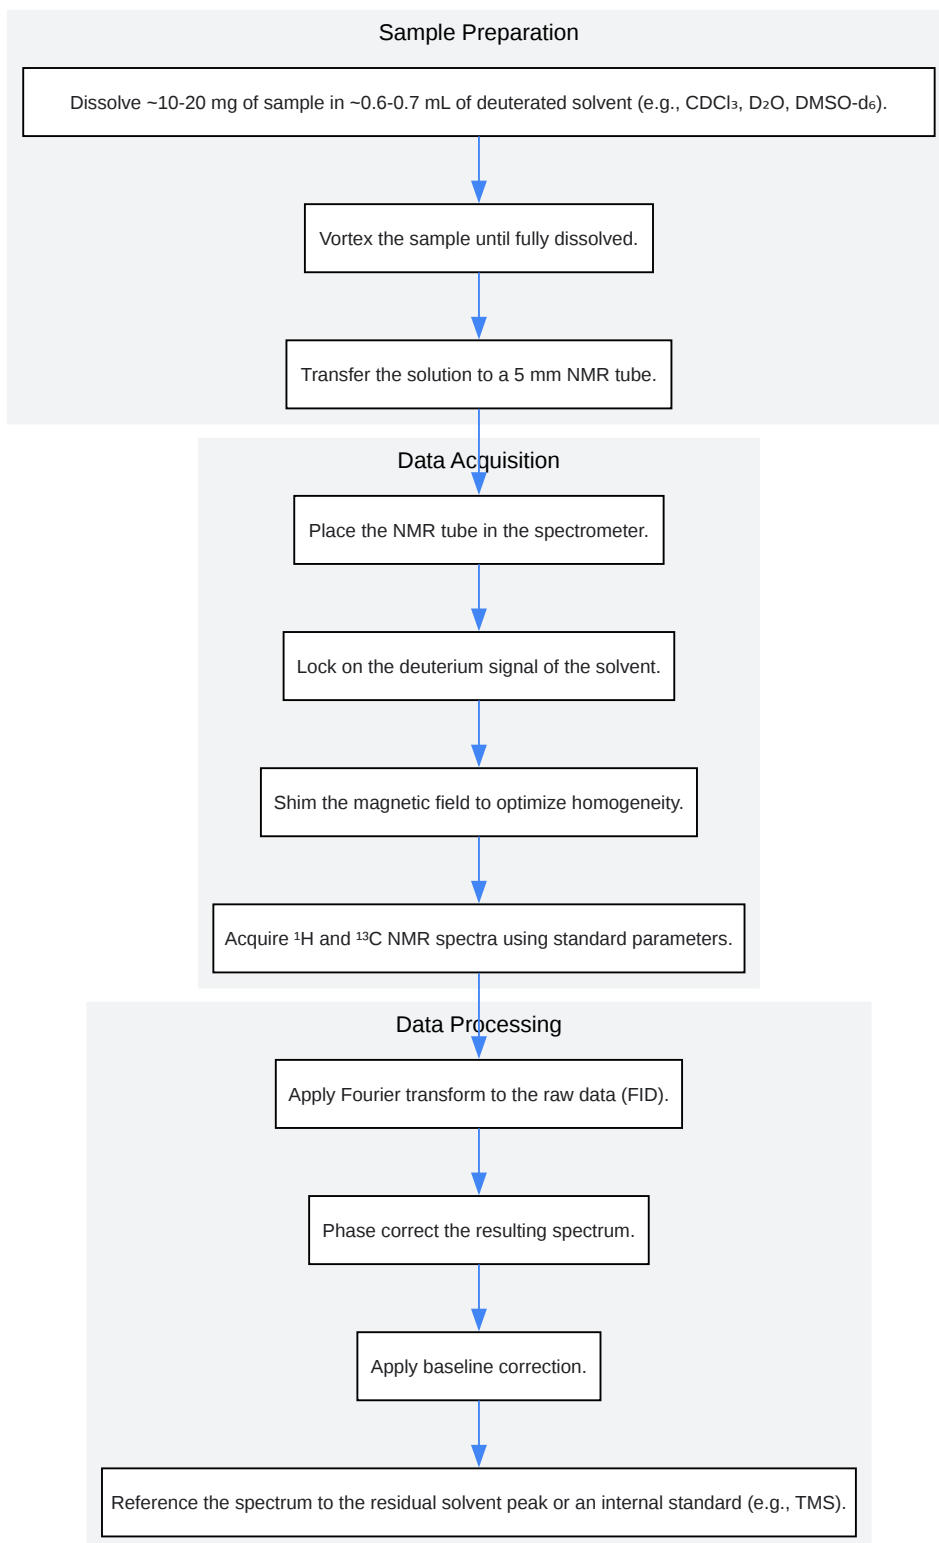 Sample Preparation
Dissolve ~10-20 mg of sample in ~0.6-0.7 mL of deuterated solvent (e.g., CDCl₃, D₂O, DMSO-d₆).
Vortex the sample until fully dissolved.
Transfer the solution to a 5 mm NMR tube.
Data Acquisition
Place the NMR tube in the spectrometer.
Lock on the deuterium signal of the solvent.
Shim the magnetic field to optimize homogeneity.
Acquire ¹H and ¹³C NMR spectra using standard parameters.
Data Processing
Apply Fourier transform to the raw data (FID).
Phase correct the resulting spectrum.
Apply baseline correction.
Reference the spectrum to the residual solvent peak or an internal standard (e.g., TMS).